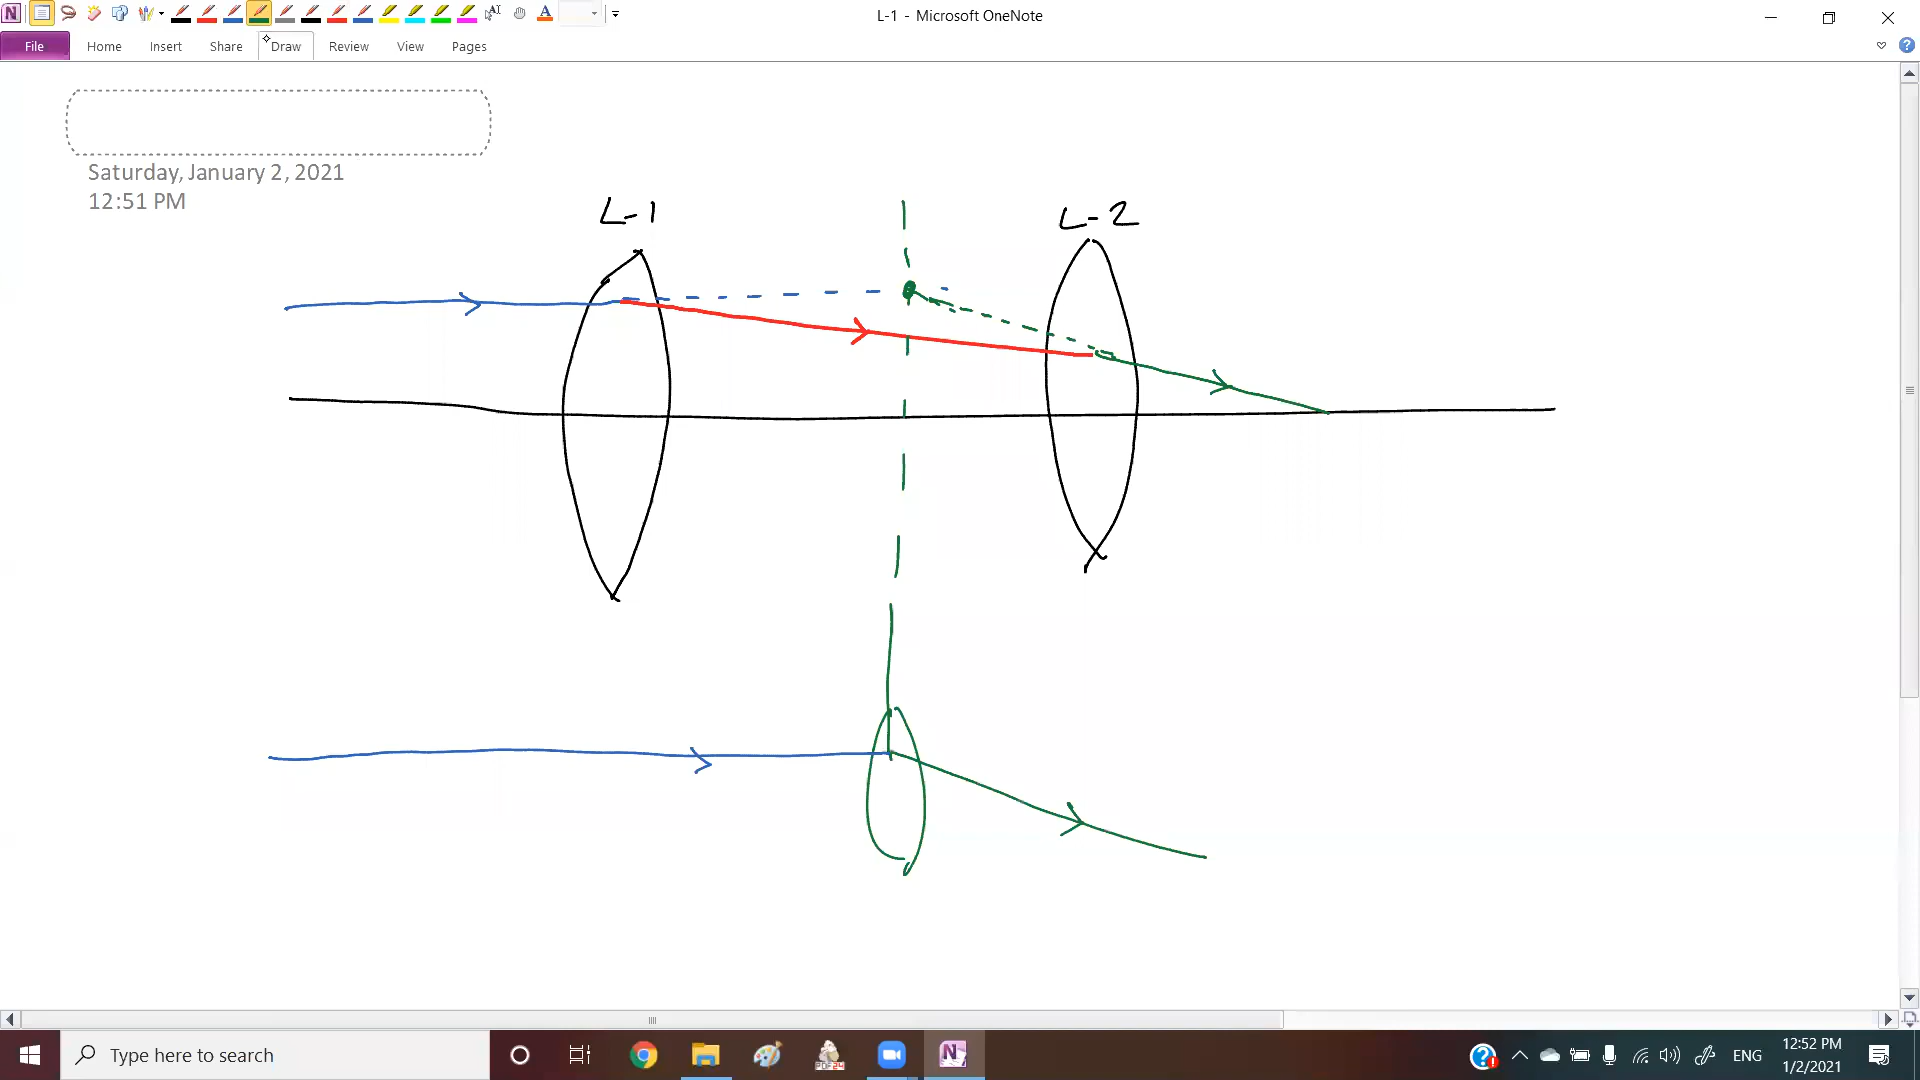 L-1 - Microsoft OneNote
File Home Insert Share Draw Review View Pages
Saturday, January 2, 2021
12:51 PM
L-1
L-2
Type here to search
PDF24
ENG
12:52 PM
1/2/2021